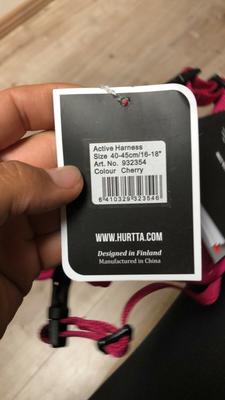 Active Harness
Size 40-45cm/16-18"
Art. No. 932354
Colour Cherry
6 410329 323546
WWW.HURTTA.COM
Designed in Finland
Manufactured in China